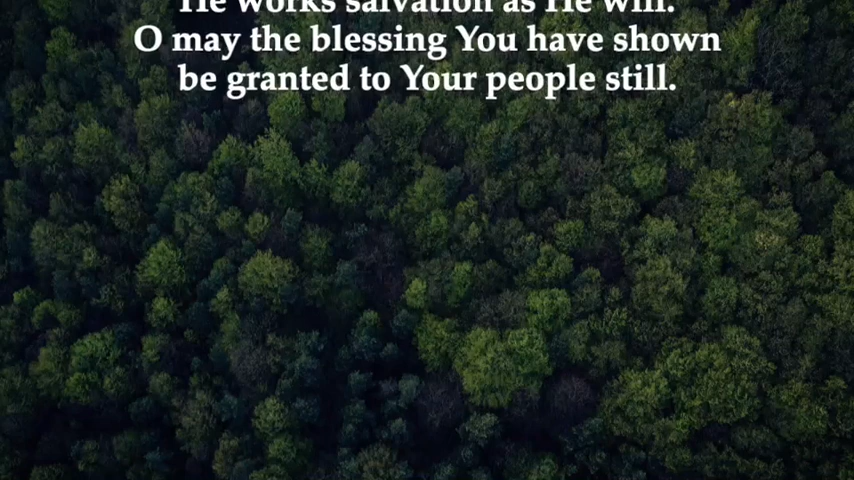 He works salvation as He will.
O may the blessing You have shown
be granted to Your people still.